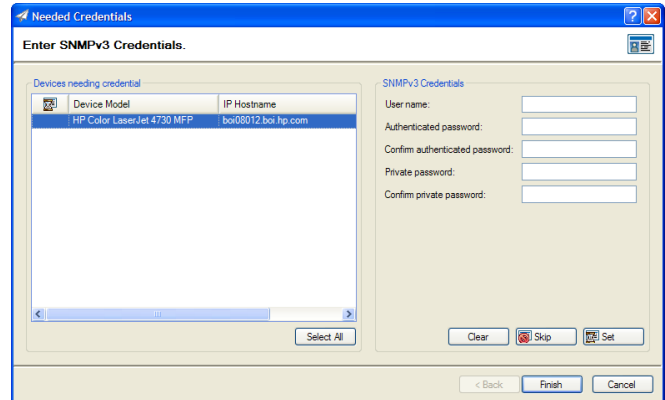 Needed Credentials
Enter SNMPv3 Credentials.
Devices needing credential
Device Model IP Hostname
HP Color LaserJet 4730 MFP boi08012.boi.hp.com
Select All
SNMPv3 Credentials
User name:
Authenticated password:
Confirm authenticated password:
Private password:
Confirm private password:
Clear Skip Set
< Back Finish Cancel